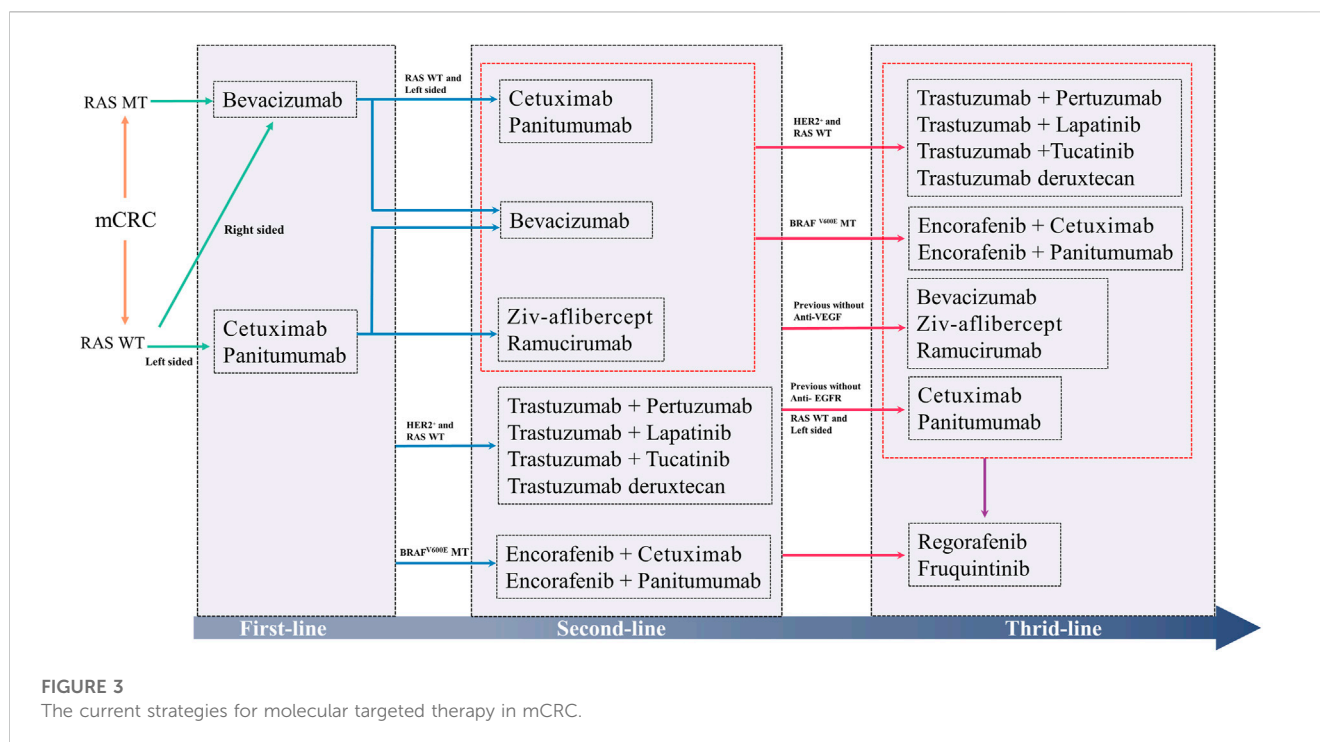 RAS MT
mCRC
RAS WT
Right sided
Left sided
Bevacizumab
Cetuximab
Panitumumab
RAS WT and
Left sided
HER2⁺ and
RAS WT
BRAFV600E MT
Cetuximab
Panitumumab
Bevacizumab
Ziv-aflibercept
Ramucirumab
Trastuzumab + Pertuzumab
Trastuzumab + Lapatinib
Trastuzumab + Tucatinib
Trastuzumab deruxtecan
Encorafenib + Cetuximab
Encorafenib + Panitumumab
HER2⁺ and
RAS WT
BRAF V600E MT
Previous without
Anti-VEGF
Previous without
Anti- EGFR
RAS WT and
Left sided
Trastuzumab + Pertuzumab
Trastuzumab + Lapatinib
Trastuzumab +Tucatinib
Trastuzumab deruxtecan
Encorafenib + Cetuximab
Encorafenib + Panitumumab
Bevacizumab
Ziv-aflibercept
Ramucirumab
Cetuximab
Panitumumab
Regorafenib
Fruquintinib
First-line
Second-line
Thrid-line
FIGURE 3
The current strategies for molecular targeted therapy in mCRC.